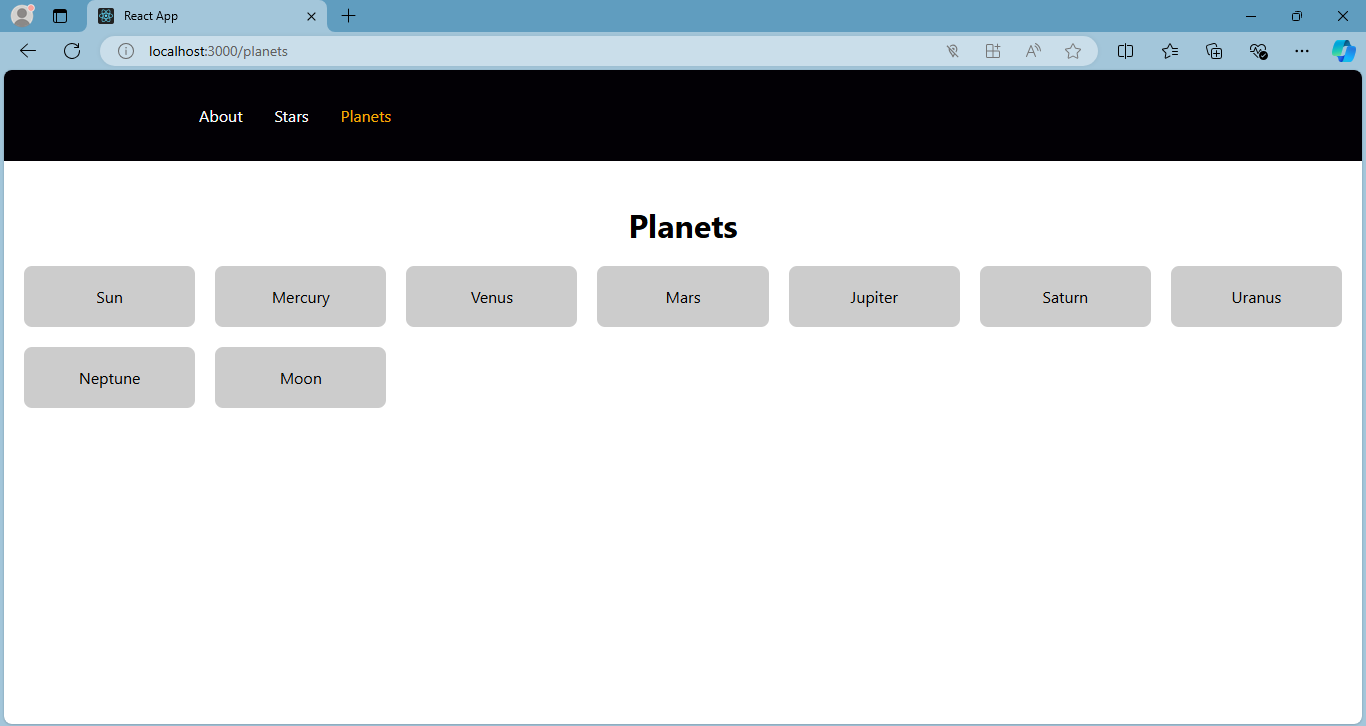 React App
localhost:3000/planets
About Stars Planets
Planets
Sun Mercury Venus Mars Jupiter Saturn Uranus
Neptune Moon